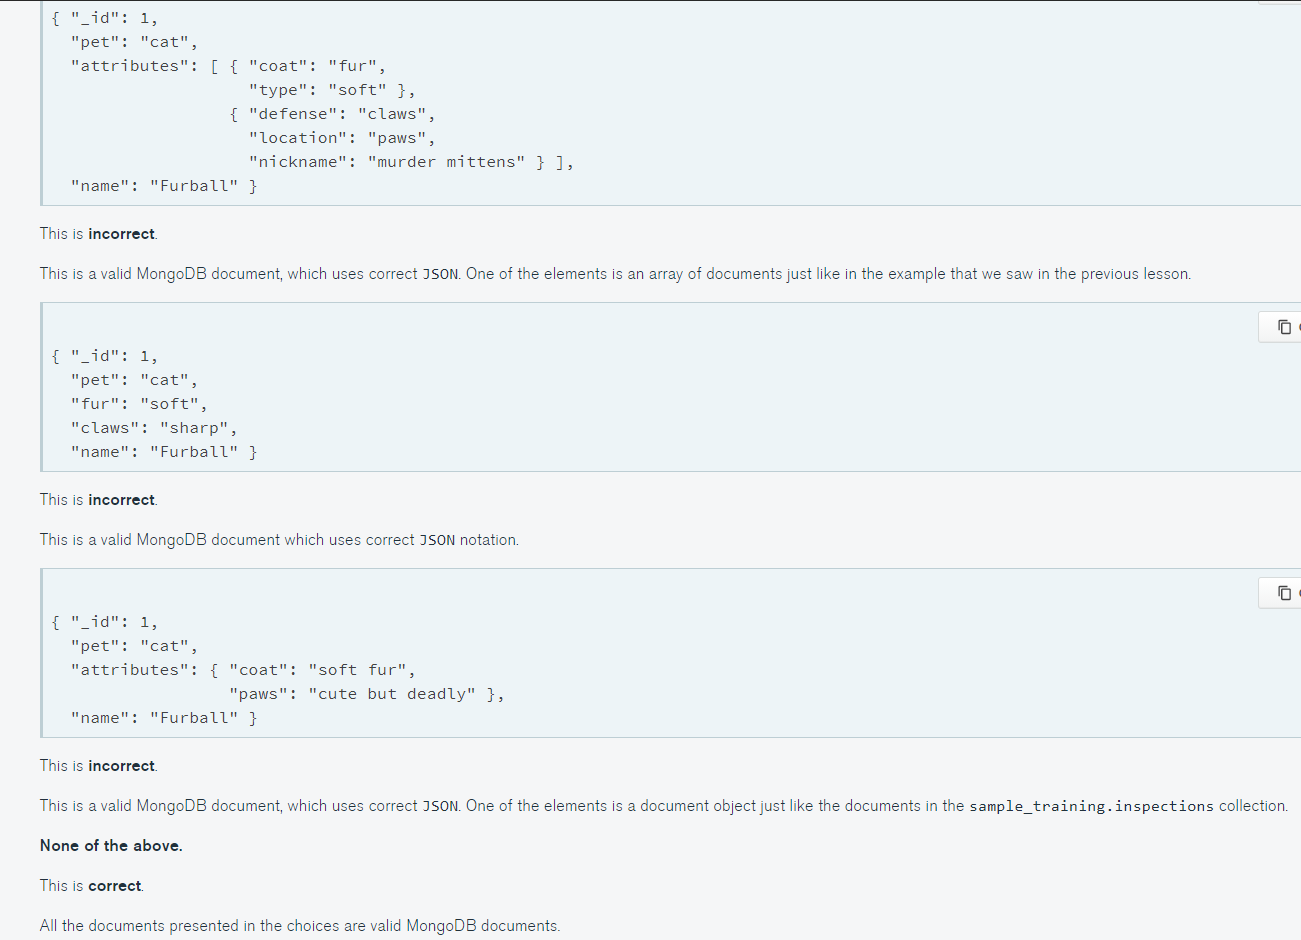 { "_id": 1,
  "pet": "cat",
  "attributes": [ { "coat": "fur",
                    "type": "soft" },
                  { "defense": "claws",
                    "location": "paws",
                    "nickname": "murder mittens" } ],
  "name": "Furball" }
This is incorrect.
This is a valid MongoDB document, which uses correct JSON. One of the elements is an array of documents just like in the example that we saw in the previous lesson.
{ "_id": 1,
  "pet": "cat",
  "fur": "soft",
  "claws": "sharp",
  "name": "Furball" }
This is incorrect.
This is a valid MongoDB document which uses correct JSON notation.
{ "_id": 1,
  "pet": "cat",
  "attributes": { "coat": "soft fur",
                  "paws": "cute but deadly" },
  "name": "Furball" }
This is incorrect.
This is a valid MongoDB document, which uses correct JSON. One of the elements is a document object just like the documents in the sample_training.inspections collection.
None of the above.
This is correct.
All the documents presented in the choices are valid MongoDB documents.